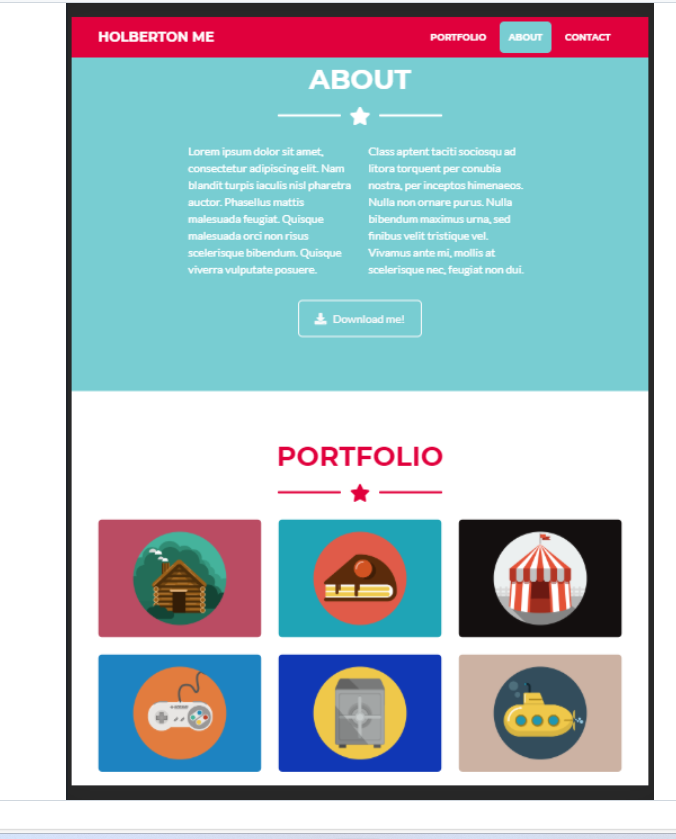 HOLBERTON ME
PORTFOLIO ABOUT CONTACT
ABOUT
Lorem ipsum dolor sit amet,
consectetur adipiscing elit. Nam
blandit turpis iaculis nisl pharetra
auctor. Phasellus mattis
malesuada feugiat. Quisque
malesuada orci non risus
scelerisque bibendum. Quisque
viverra vulputate posuere.
Class aptent taciti sociosqu ad
litora torquent per conubia
nostra, per inceptos himenaeos.
Nulla non ornare purus. Nulla
bibendum maximus urna, sed
finibus velit tristique vel.
Vivamus ante mi, mollis at
scelerisque nec, feugiat non dui.
Download me!
PORTFOLIO